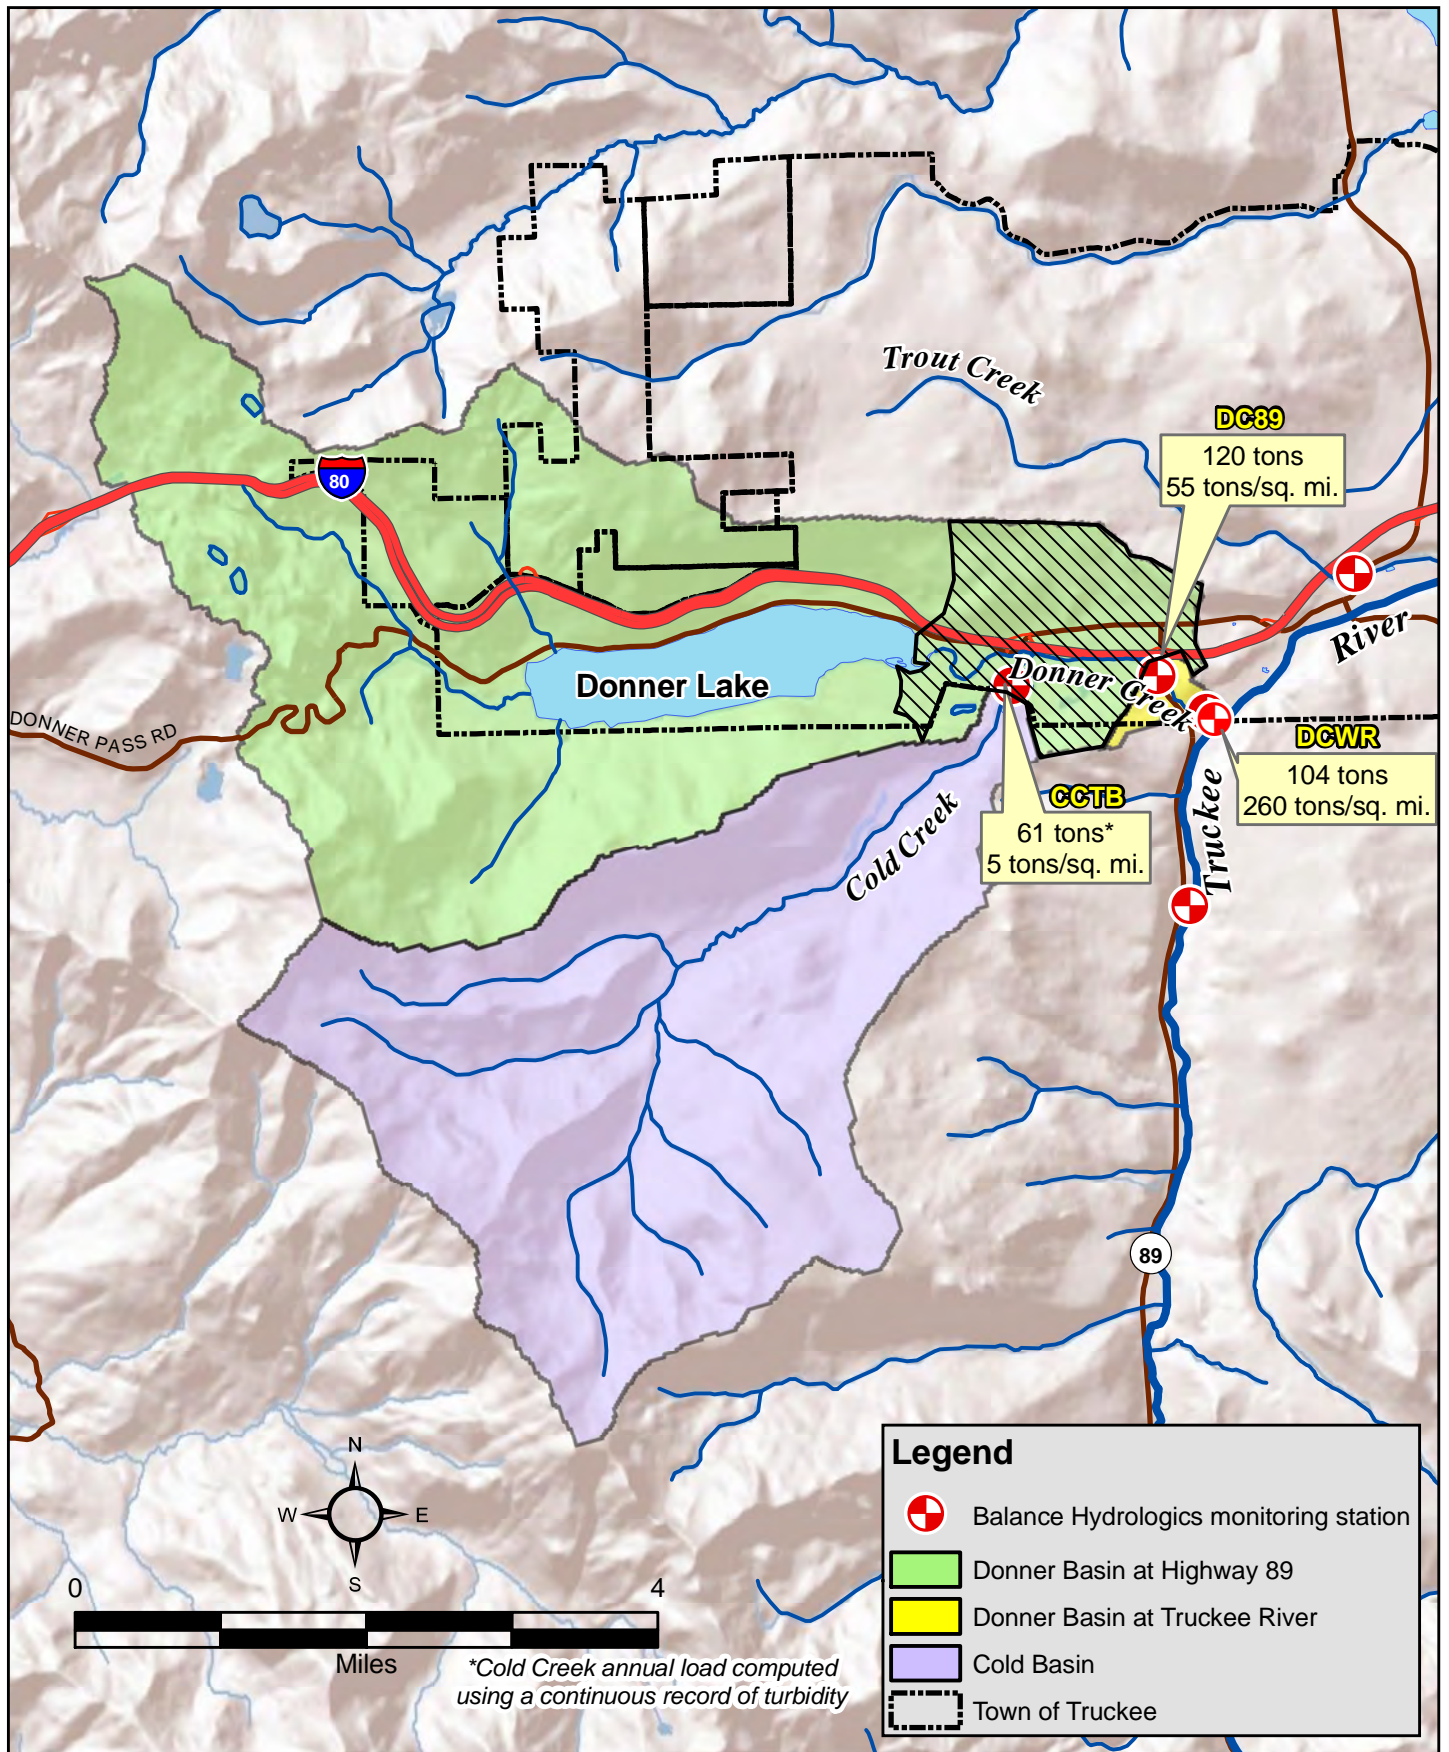 Trout Creek
DC89
120 tons
55 tons/sq. mi.
80
River
Donner Lake
Donner Creek
DONNER PASS RD
DCWR
104 tons
260 tons/sq. mi.
CCTB
61 tons*
5 tons/sq. mi.
Truckee
Cold Creek
89
Legend
Balance Hydrologics monitoring station
Donner Basin at Highway 89
Donner Basin at Truckee River
Cold Basin
Town of Truckee
N
W
E
S
0
4
Miles
*Cold Creek annual load computed
using a continuous record of turbidity